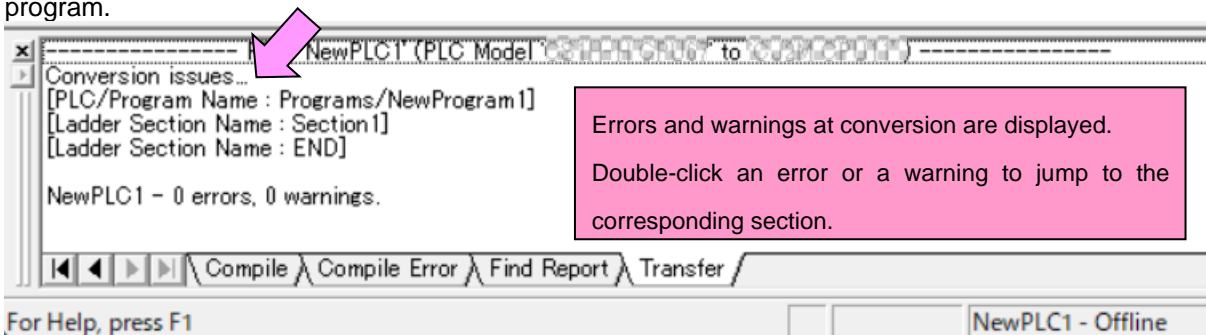 program.
NewPLC1" (PLC Model " " to " ") ----------------
Conversion issues...
[PLC/Program Name : Programs/NewProgram1]
[Ladder Section Name : Section1]
[Ladder Section Name : END]
NewPLC1 - 0 errors, 0 warnings.
Errors and warnings at conversion are displayed.
Double-click an error or a warning to jump to the
corresponding section.
Compile Compile Error Find Report Transfer
For Help, press F1
NewPLC1 - Offline